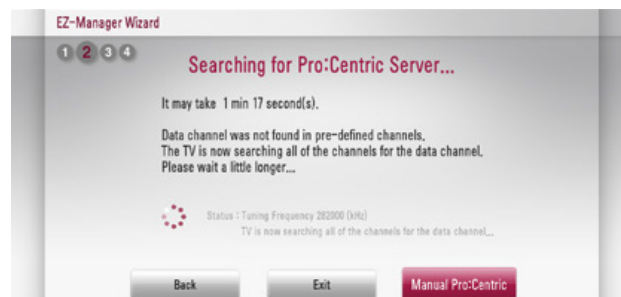 EZ-Manager Wizard
1 2 3 4
Searching for Pro:Centric Server...
It may take 1 min 17 second(s).
Data channel was not found in pre-defined channels.
The TV is now searching all of the channels for the data channel.
Please wait a little longer...
Status : Tuning Frequency 282000 (kHz)
TV is now searching all of the channels for the data channel...
Back Exit Manual Pro:Centric